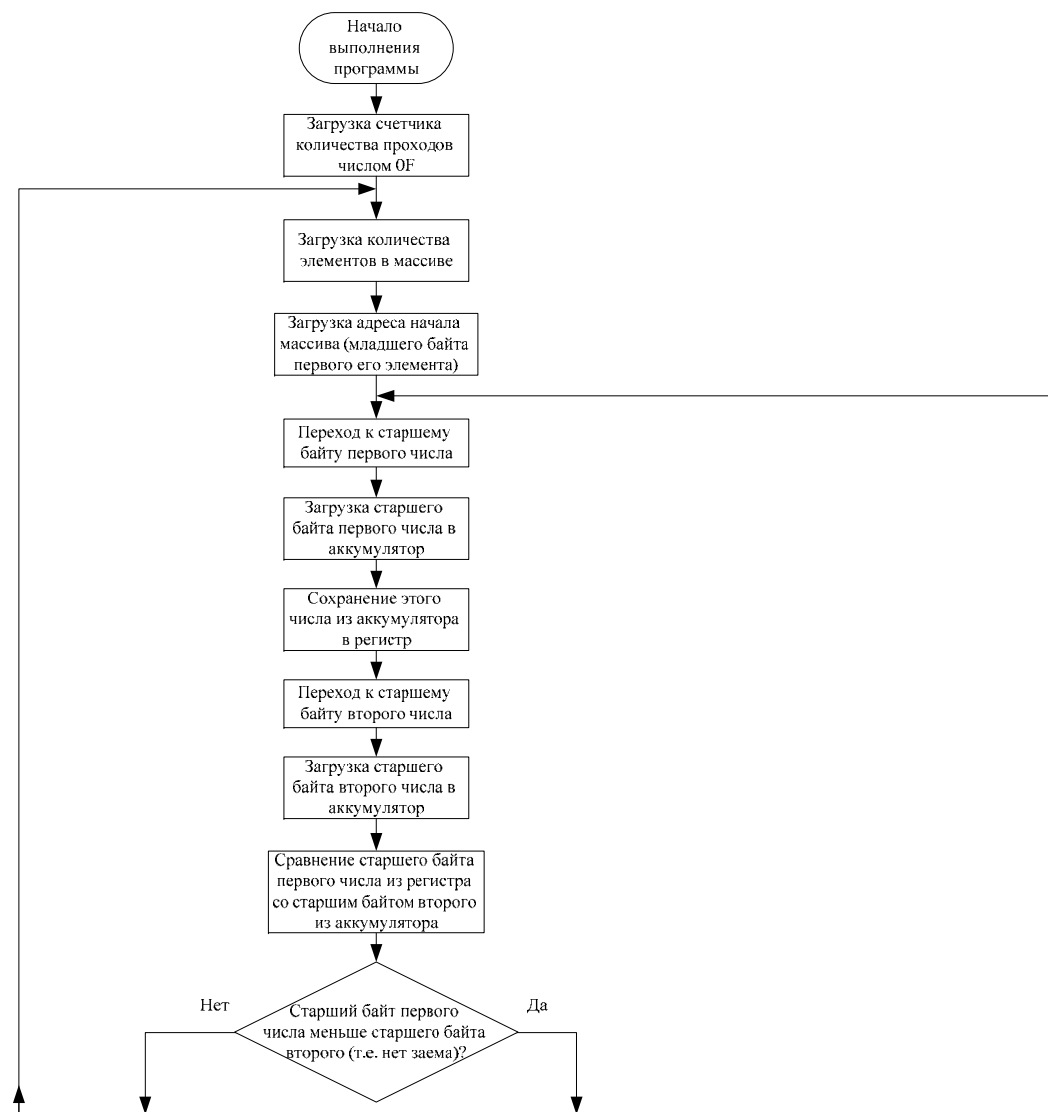 Начало
выполнения
программы
Загрузка счетчика
количества проходов
числом 0F
Загрузка количества
элементов в массиве
Загрузка адреса начала
массива (младшего байта
первого его элемента)
Переход к старшему
байту первого числа
Загрузка старшего
байта первого числа в
аккумулятор
Сохранение этого
числа из аккумулятора
в регистр
Переход к старшему
байту второго числа
Загрузка старшего
байта второго числа в
аккумулятор
Сравнение старшего байта
первого числа из регистра
со старшим байтом второго
из аккумулятора
Нет
Да
Старший байт первого
числа меньше старшего байта
второго (т.е. нет заема)?